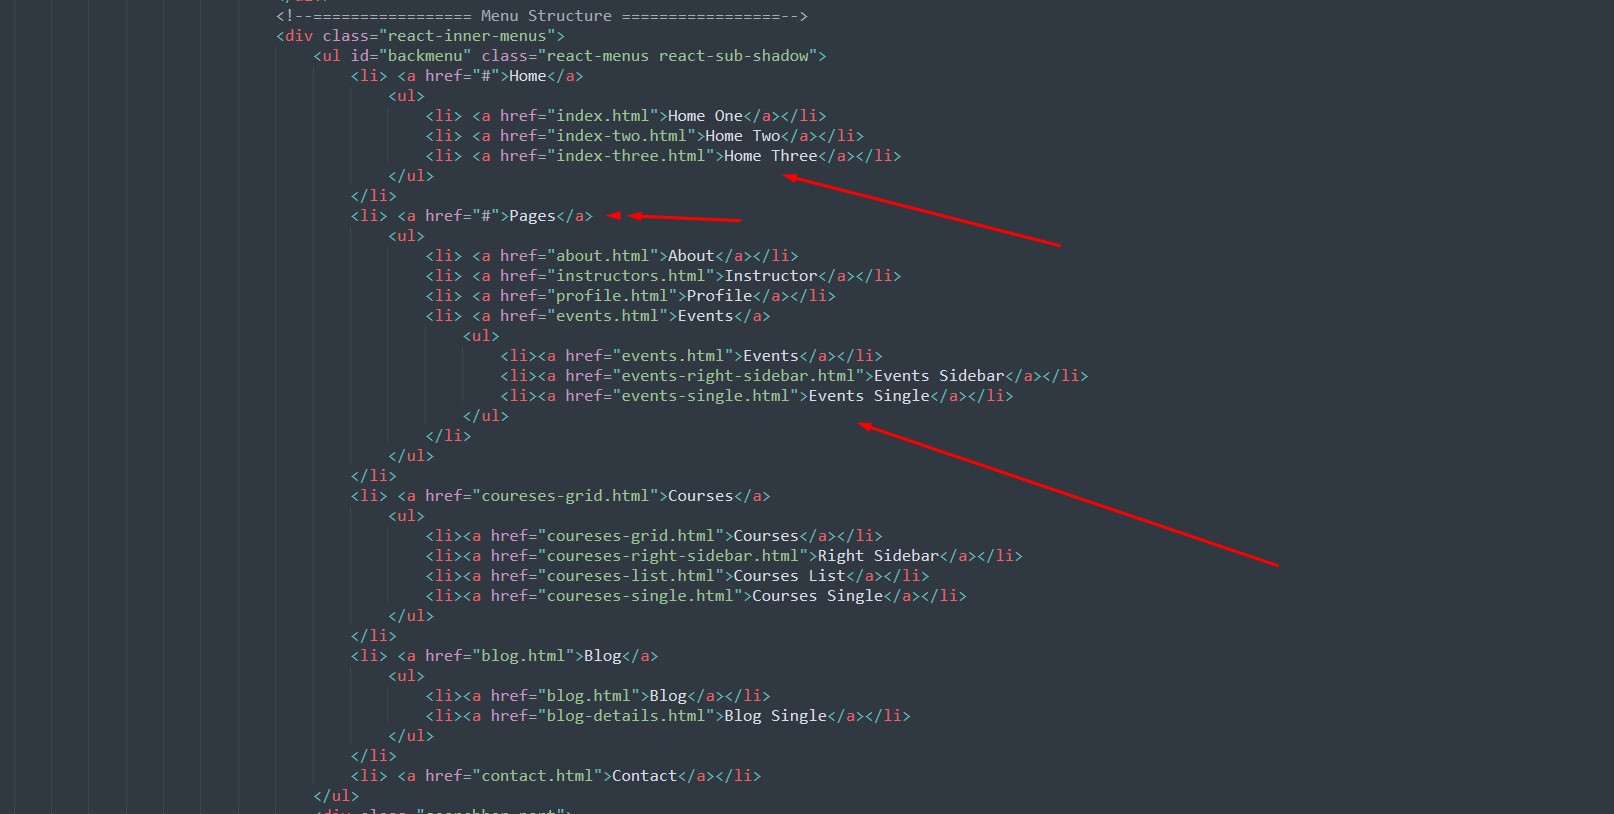 <!--================= Menu Structure =================-->
<div class="react-inner-menus">
<ul id="backmenu" class="react-menus react-sub-shadow">
<li> <a href="#">Home</a>
<ul>
<li> <a href="index.html">Home One</a></li>
<li> <a href="index-two.html">Home Two</a></li>
<li> <a href="index-three.html">Home Three</a></li>
</ul>
</li>
<li> <a href="#">Pages</a>
<ul>
<li> <a href="about.html">About</a></li>
<li> <a href="instructors.html">Instructor</a></li>
<li> <a href="profile.html">Profile</a></li>
<li> <a href="events.html">Events</a>
<ul>
<li><a href="events.html">Events</a></li>
<li><a href="events-right-sidebar.html">Events Sidebar</a></li>
<li><a href="events-single.html">Events Single</a></li>
</ul>
</li>
</ul>
</li>
<li> <a href="coureses-grid.html">Courses</a>
<ul>
<li><a href="coureses-grid.html">Courses</a></li>
<li><a href="coureses-right-sidebar.html">Right Sidebar</a></li>
<li><a href="coureses-list.html">Courses List</a></li>
<li><a href="coureses-single.html">Courses Single</a></li>
</ul>
</li>
<li> <a href="blog.html">Blog</a>
<ul>
<li><a href="blog.html">Blog</a></li>
<li><a href="blog-details.html">Blog Single</a></li>
</ul>
</li>
<li> <a href="contact.html">Contact</a></li>
</ul>